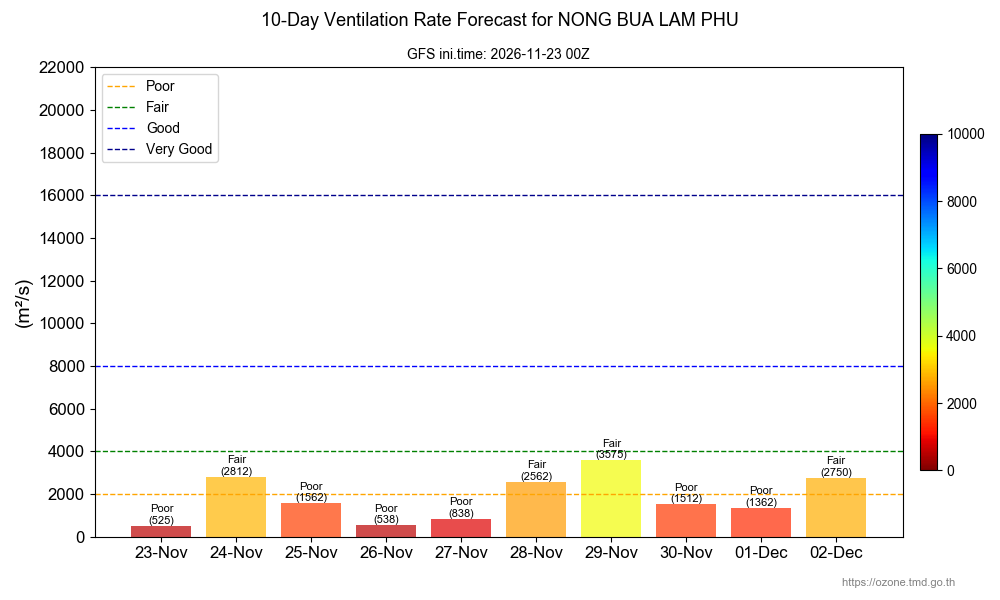 10-Day Ventilation Rate Forecast for NONG BUA LAM PHU
GFS ini.time: 2026-11-23 00Z
(m²/s)
22000
20000
18000
16000
14000
12000
10000
8000
6000
4000
2000
0
Poor
Fair
Good
Very Good
Poor
(525)
Fair
(2812)
Poor
(1562)
Poor
(538)
Poor
(838)
Fair
(2562)
Fair
(3575)
Poor
(1512)
Poor
(1362)
Fair
(2750)
23-Nov 24-Nov 25-Nov 26-Nov 27-Nov 28-Nov 29-Nov 30-Nov 01-Dec 02-Dec
10000
8000
6000
4000
2000
0
https://ozone.tmd.go.th